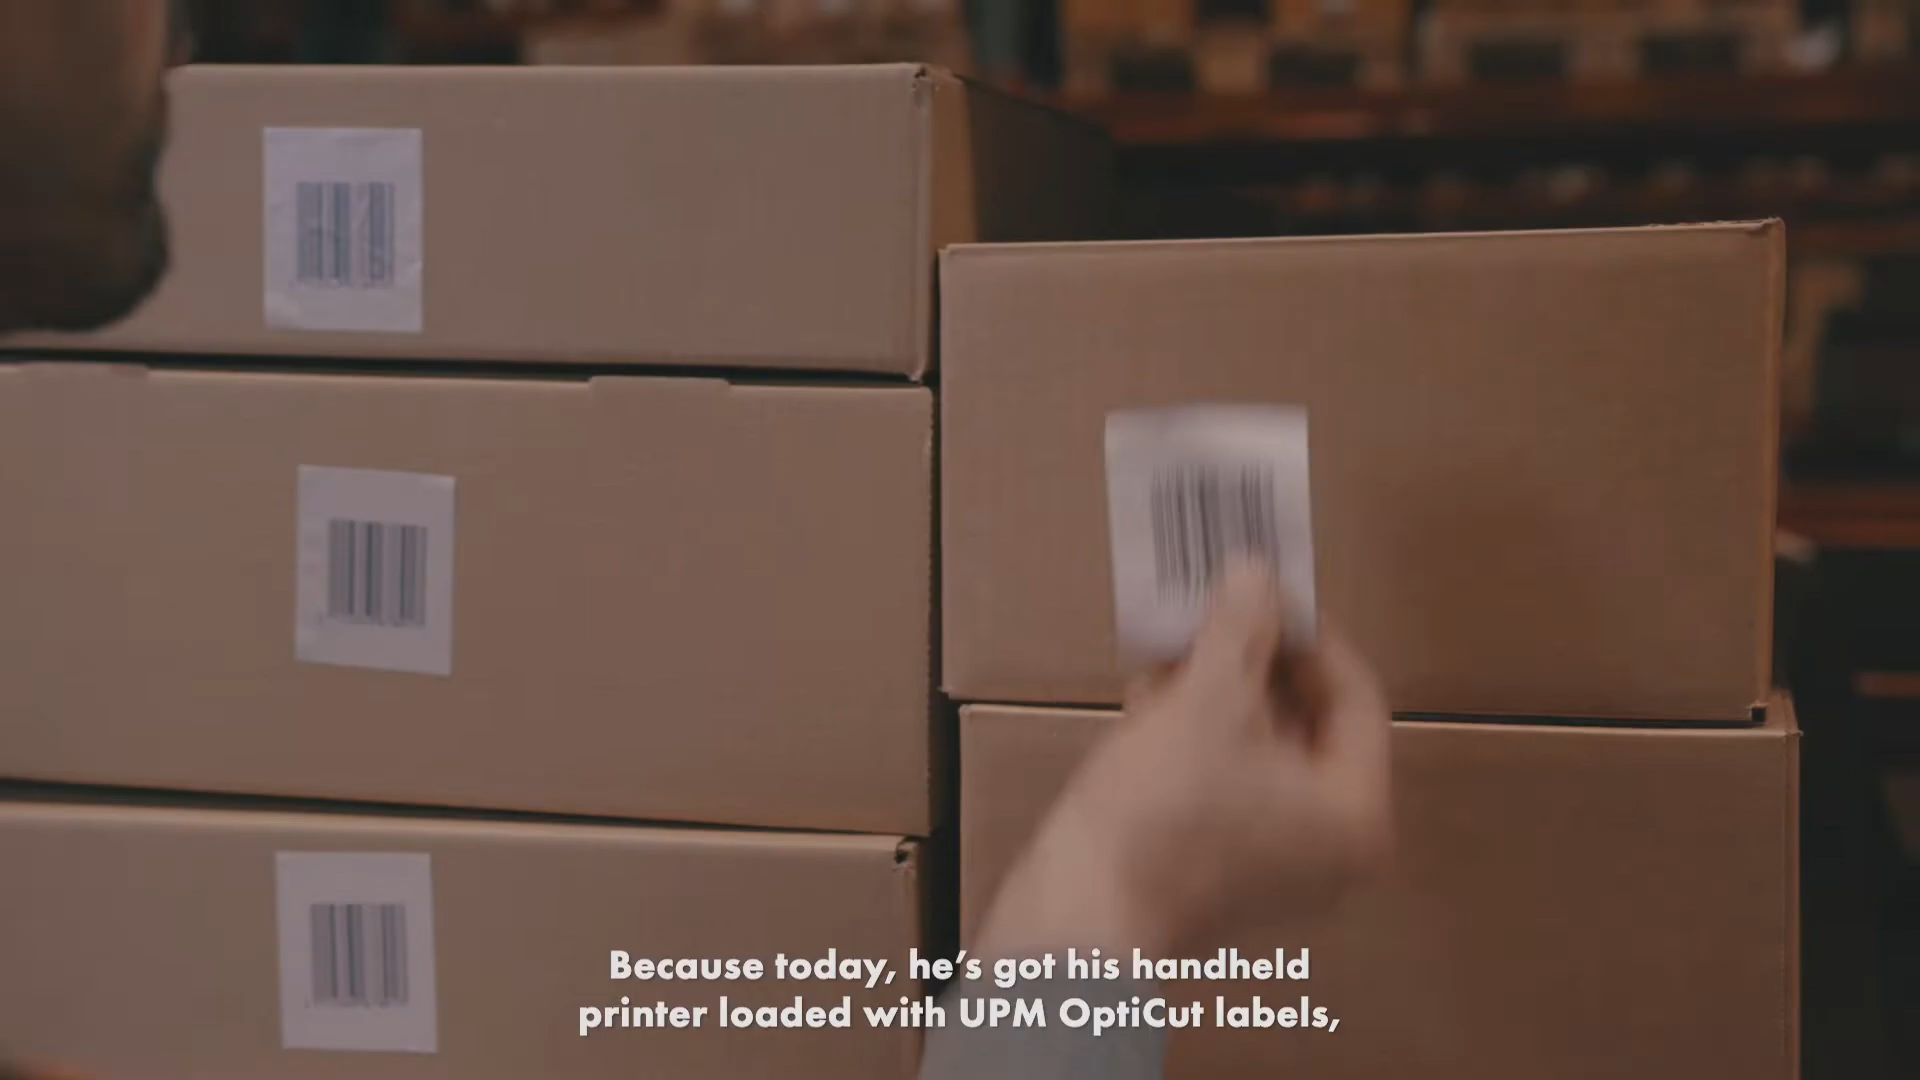 Because today, he's got his handheld
printer loaded with UPM OptiCut labels,